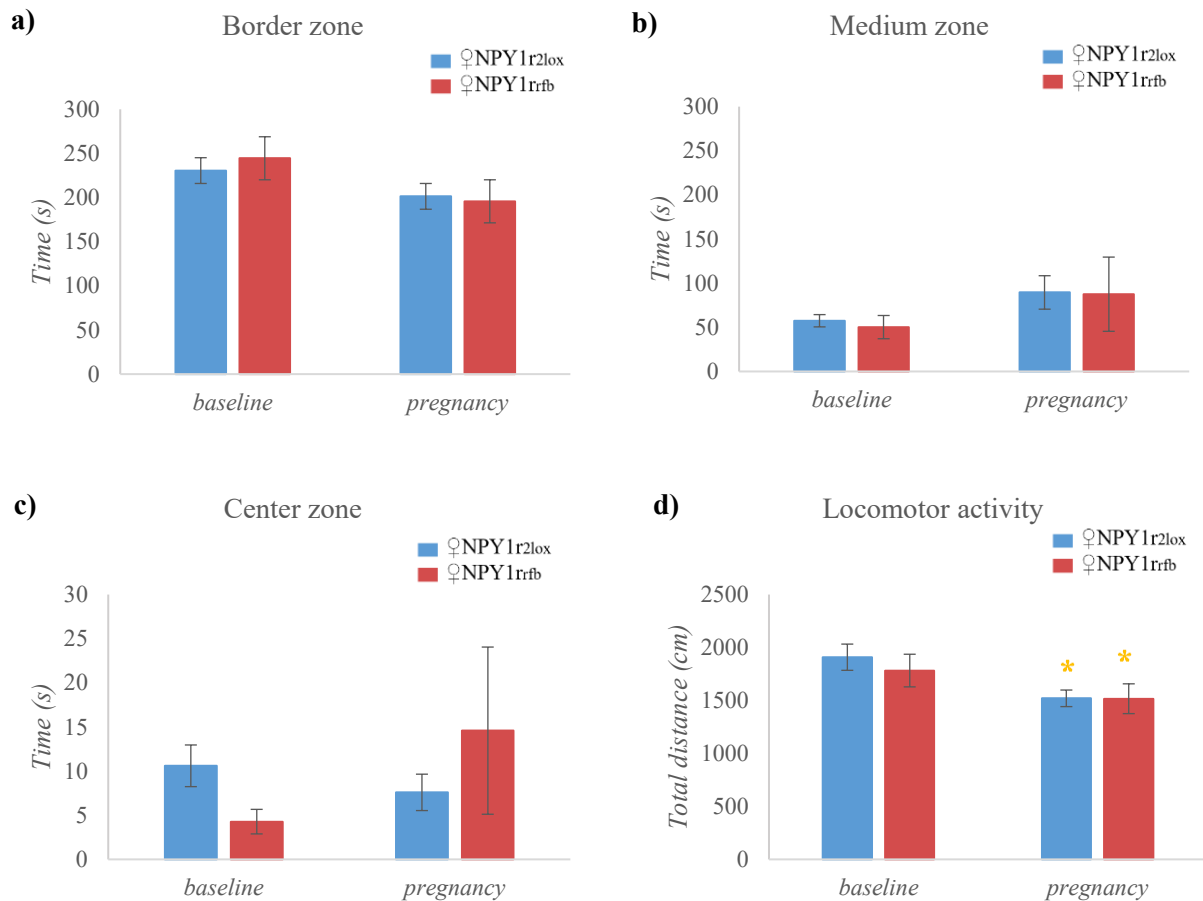 a) Border zone
♀NPY1r2lox
♀NPY1rrfb
300
250
200
150
100
50
0
Time (s)
baseline pregnancy
b) Medium zone
♀NPY1r2lox
♀NPY1rrfb
300
250
200
150
100
50
0
Time (s)
baseline pregnancy
c) Center zone
♀NPY1r2lox
♀NPY1rrfb
30
25
20
15
10
5
0
Time (s)
baseline pregnancy
d) Locomotor activity
♀NPY1r2lox
♀NPY1rrfb
2500
2000
1500
1000
500
0
Total distance (cm)
* *
baseline pregnancy